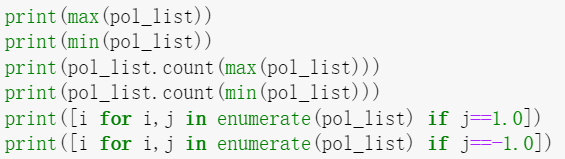 print(max(pol_list))
print(min(pol_list))
print(pol_list.count(max(pol_list)))
print(pol_list.count(min(pol_list)))
print([i for i,j in enumerate(pol_list) if j==1.0])
print([i for i,j in enumerate(pol_list) if j==-1.0])